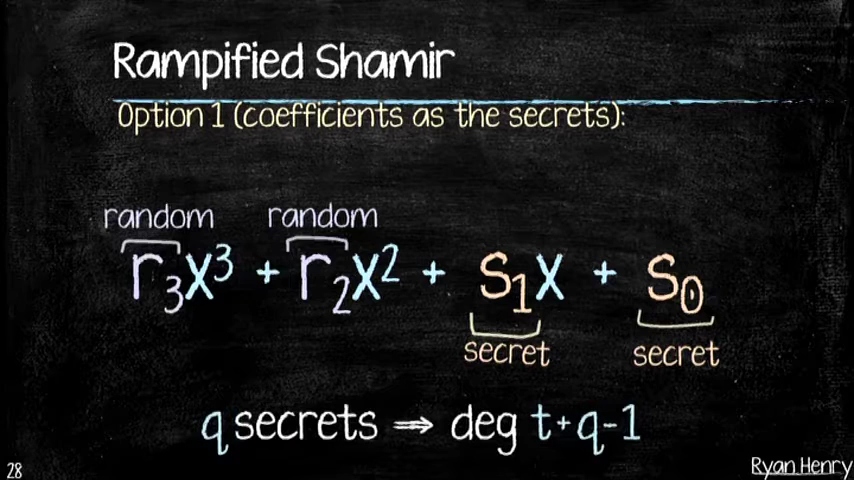 Rampified Shamir
Option 1 (coefficients as the secrets):
random random
r₃x³ + r₂x² + s₁x + s₀
secret secret
q secrets ⇒ deg t+q-1
28
Ryan Henry